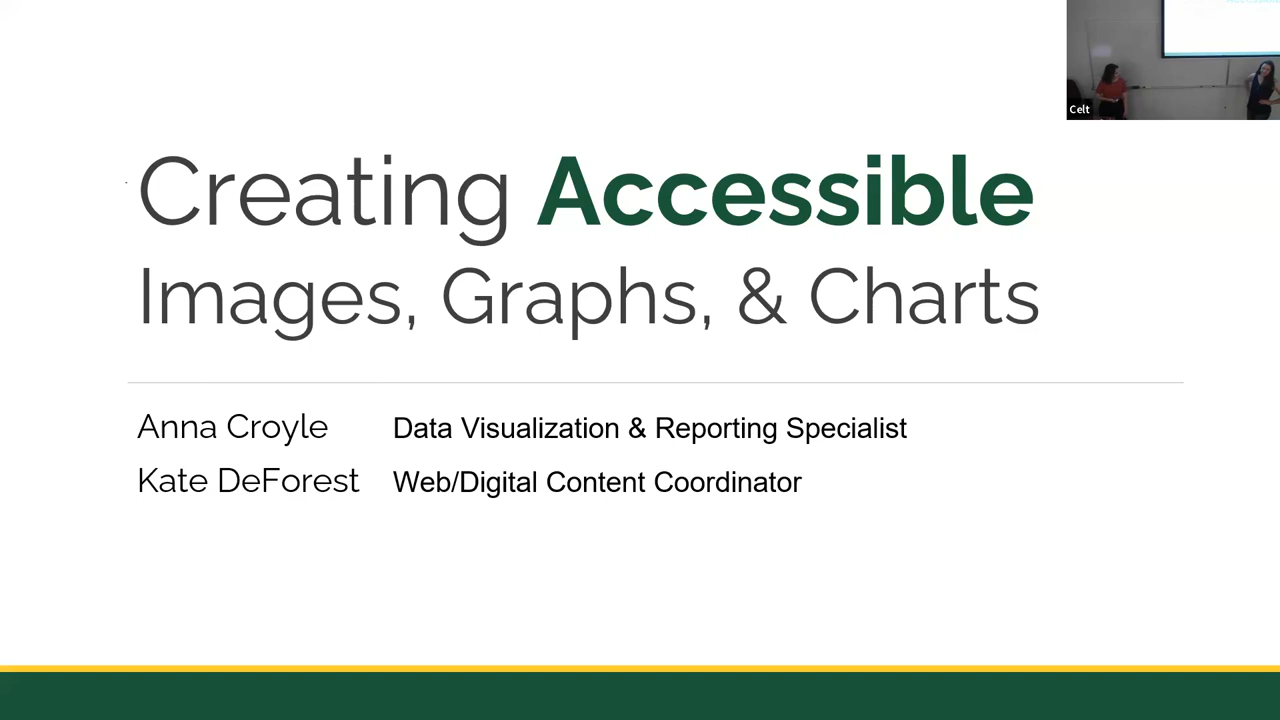 Celt
Creating Accessible
Images, Graphs, & Charts
Anna Croyle Data Visualization & Reporting Specialist
Kate DeForest Web/Digital Content Coordinator